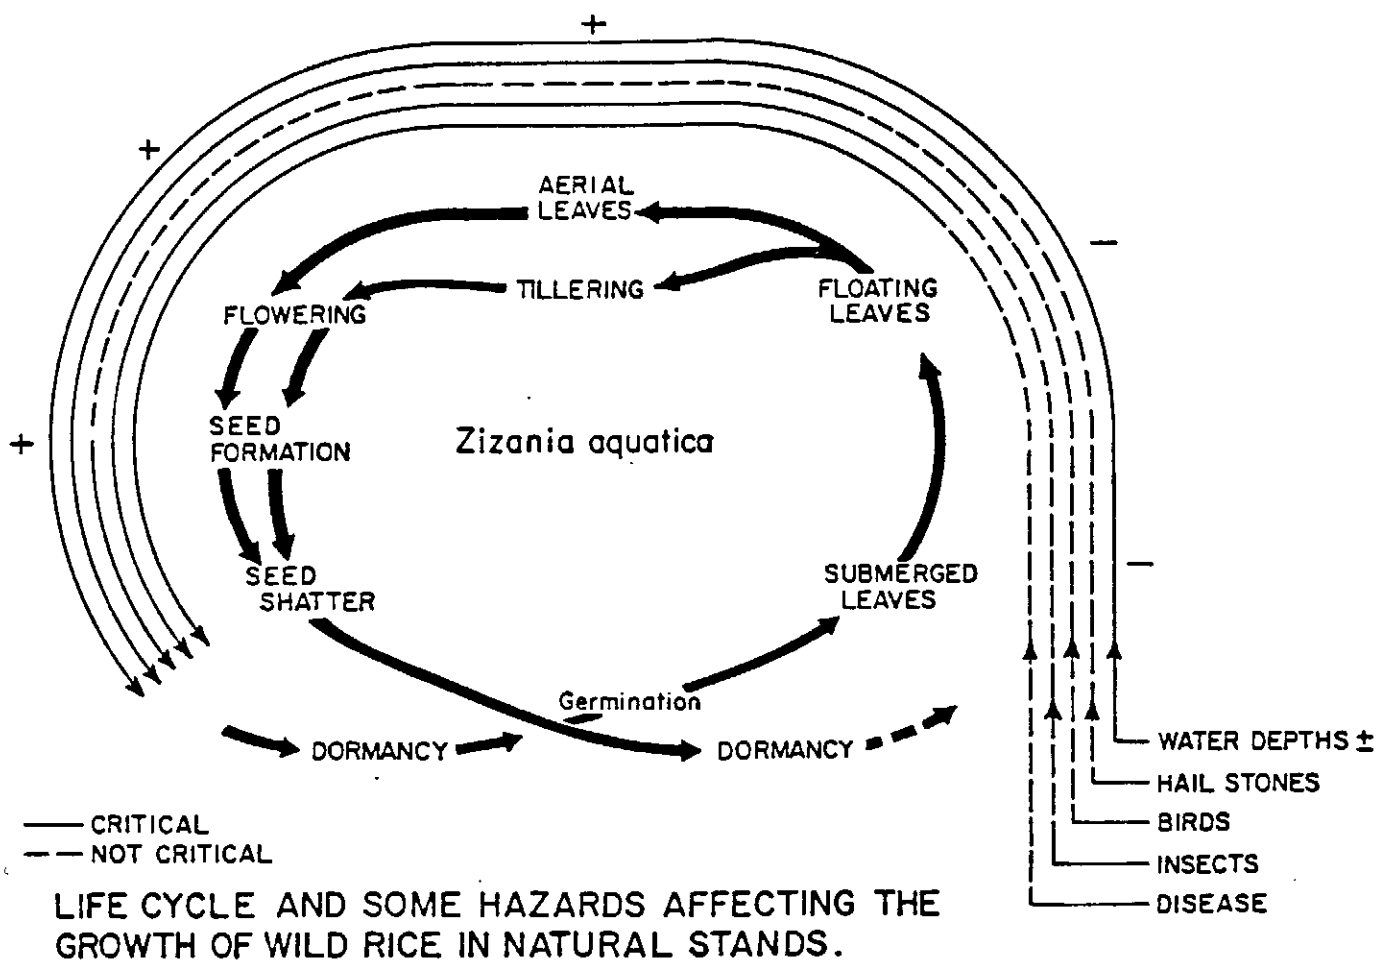 +
+
−
AERIAL
LEAVES
TILLERING
FLOATING
LEAVES
FLOWERING
SEED
FORMATION
Zizania aquatica
+
−
SEED
SHATTER
SUBMERGED
LEAVES
Germination
DORMANCY
DORMANCY
WATER DEPTHS ±
HAIL STONES
BIRDS
INSECTS
DISEASE
CRITICAL
NOT CRITICAL
LIFE CYCLE AND SOME HAZARDS AFFECTING THE
GROWTH OF WILD RICE IN NATURAL STANDS.